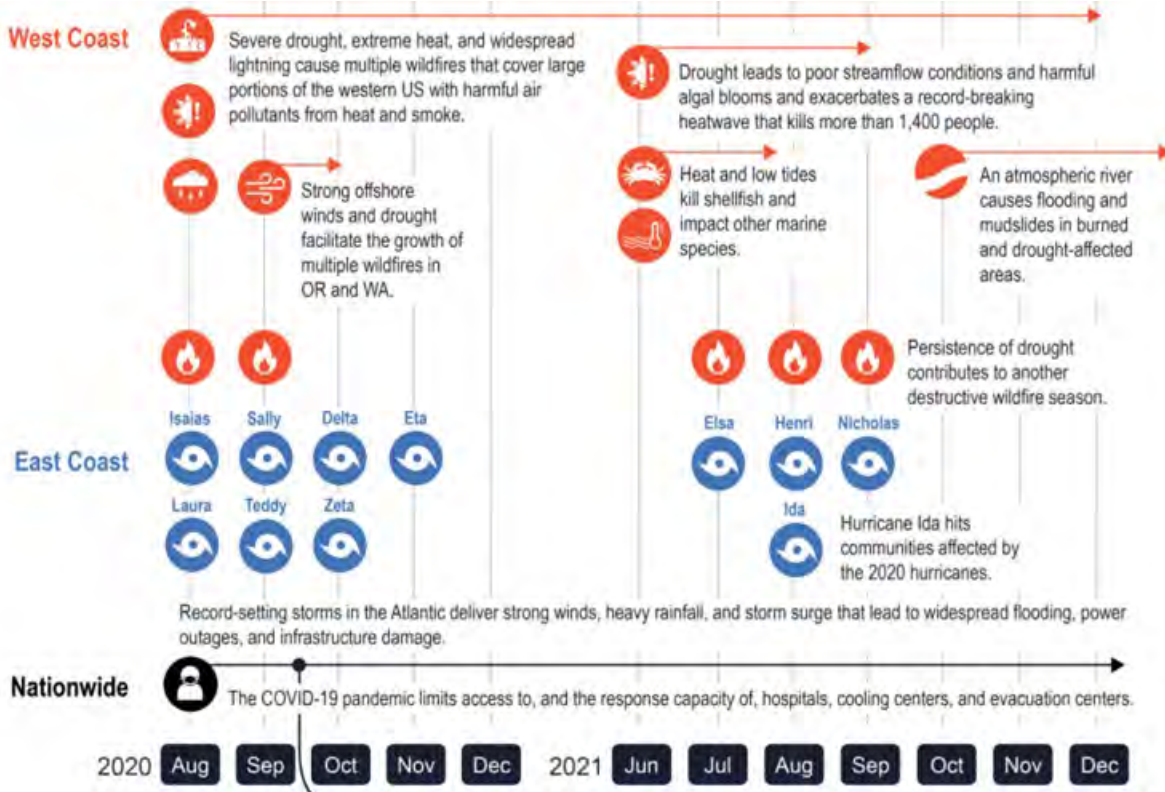 West Coast
Severe drought, extreme heat, and widespread
lightning cause multiple wildfires that cover large
portions of the western US with harmful air
pollutants from heat and smoke.
Drought leads to poor streamflow conditions and harmful
algal blooms and exacerbates a record-breaking
heatwave that kills more than 1,400 people.
Strong offshore
winds and drought
facilitate the growth of
multiple wildfires in
OR and WA.
Heat and low tides
kill shellfish and
impact other marine
species.
An atmospheric river
causes flooding and
mudslides in burned
and drought-affected
areas.
Persistence of drought
contributes to another
destructive wildfire season.
East Coast
Isaias Sally Delta Eta Elsa Henri Nicholas
Laura Teddy Zeta Ida
Hurricane Ida hits
communities affected by
the 2020 hurricanes.
Record-setting storms in the Atlantic deliver strong winds, heavy rainfall, and storm surge that lead to widespread flooding, power
outages, and infrastructure damage.
Nationwide
The COVID-19 pandemic limits access to, and the response capacity of, hospitals, cooling centers, and evacuation centers.
2020 Aug Sep Oct Nov Dec 2021 Jun Jul Aug Sep Oct Nov Dec